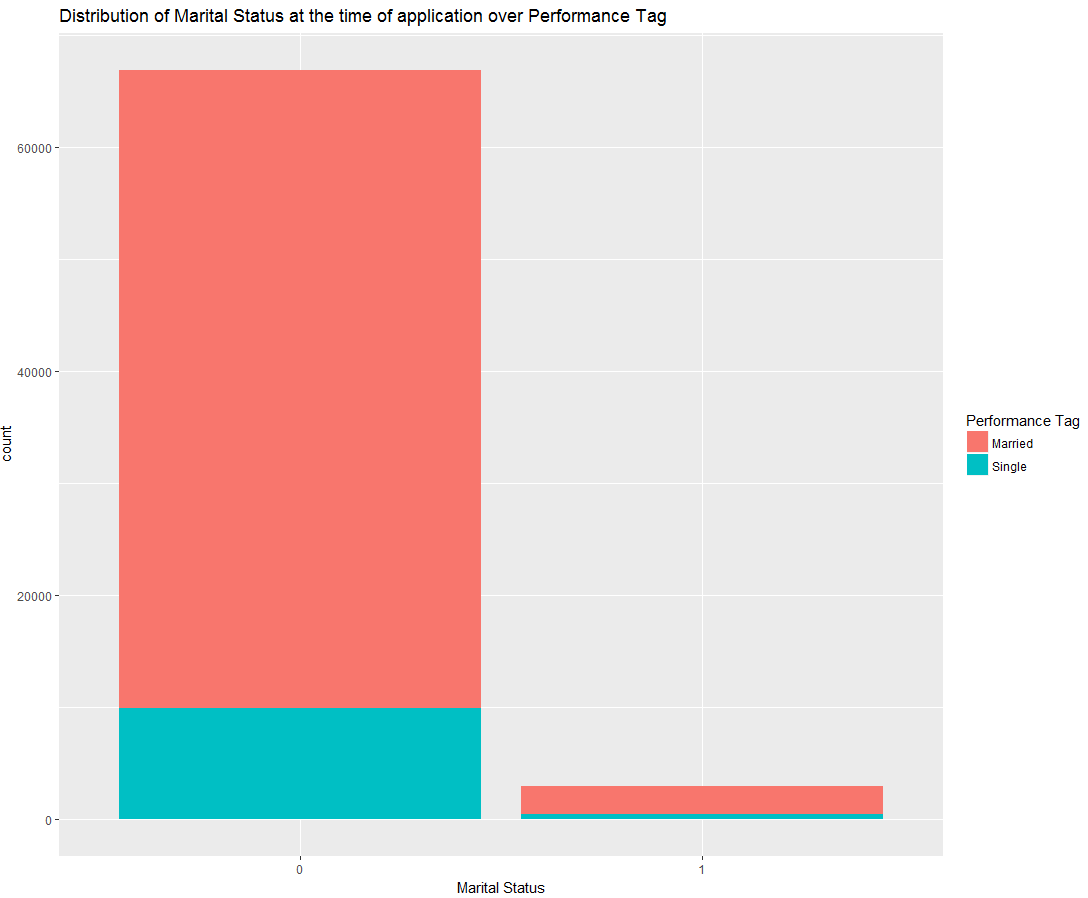 Distribution of Marital Status at the time of application over Performance Tag
60000
40000
20000
0
count
0
1
Marital Status
Performance Tag
Married
Single